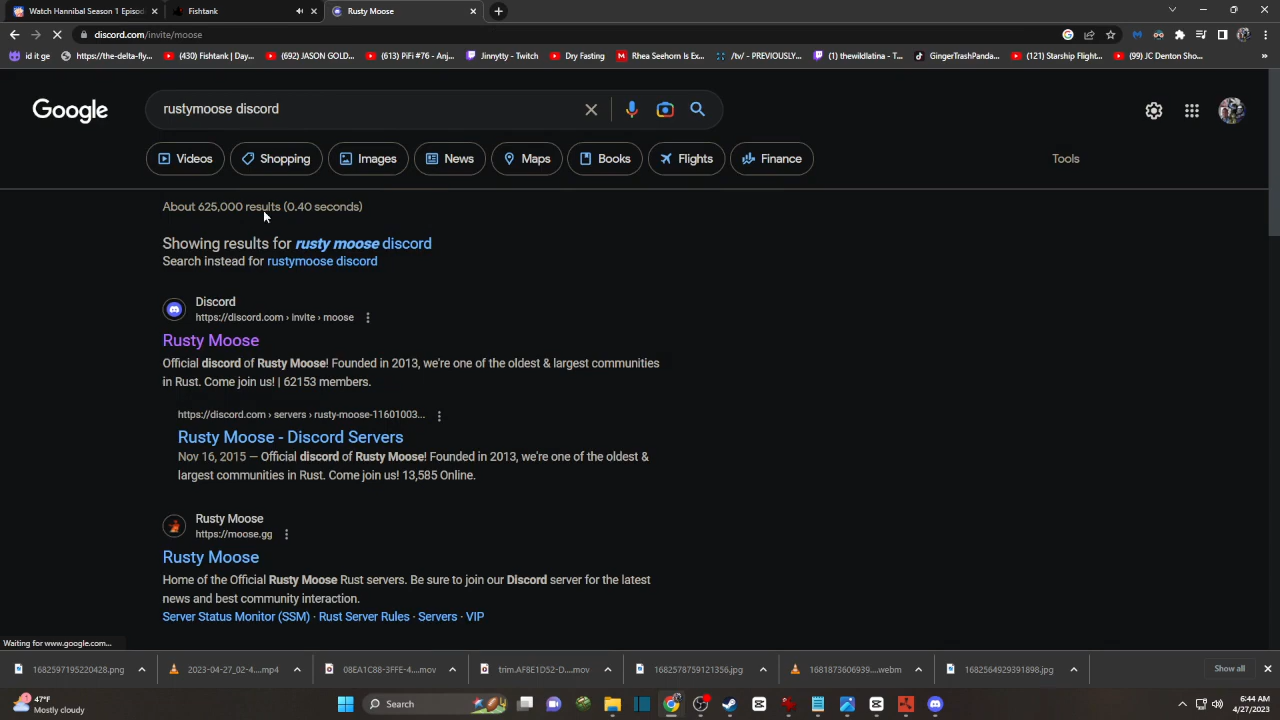 Watch Hannibal Season 1 Episod
Fishtank
Rusty Moose
discord.com/invite/moose
id it ge
https://the-delta-fly...
(430) Fishtank | Day...
(692) JASON GOLD...
(613) PiFi #76 - Anj...
Jinnytty - Twitch
Dry Fasting
Rhea Seehorn Is Ex...
/tv/ - PREVIOUSLY...
(1) thewildlatina - T...
GingerTrashPanda...
(121) Starship Flight...
(99) JC Denton Sho...
»
Google
rustymoose discord
Videos
Shopping
Images
News
Maps
Books
Flights
Finance
Tools
About 625,000 results (0.40 seconds)
Showing results for rusty moose discord
Search instead for rustymoose discord
Discord
https://discord.com › invite › moose
Rusty Moose
Official discord of Rusty Moose! Founded in 2013, we're one of the oldest & largest communities
in Rust. Come join us! | 62153 members.
https://discord.com › servers › rusty-moose-11601003...
Rusty Moose - Discord Servers
Nov 16, 2015 — Official discord of Rusty Moose! Founded in 2013, we're one of the oldest &
largest communities in Rust. Come join us! 13,585 Online.
Rusty Moose
https://moose.gg
Rusty Moose
Home of the Official Rusty Moose Rust servers. Be sure to join our Discord server for the latest
news and best community interaction.
Server Status Monitor (SSM) · Rust Server Rules · Servers · VIP
Waiting for www.google.com...
1682597195220428.png
2023-04-27_02-4....mp4
08EA1C88-3FFE-4....mov
trim.AF8E1D52-D....mov
1682578759121356.jpg
1681873606939....webm
1682564929391898.jpg
Show all
47°F
Mostly cloudy
Search
6:44 AM
4/27/2023